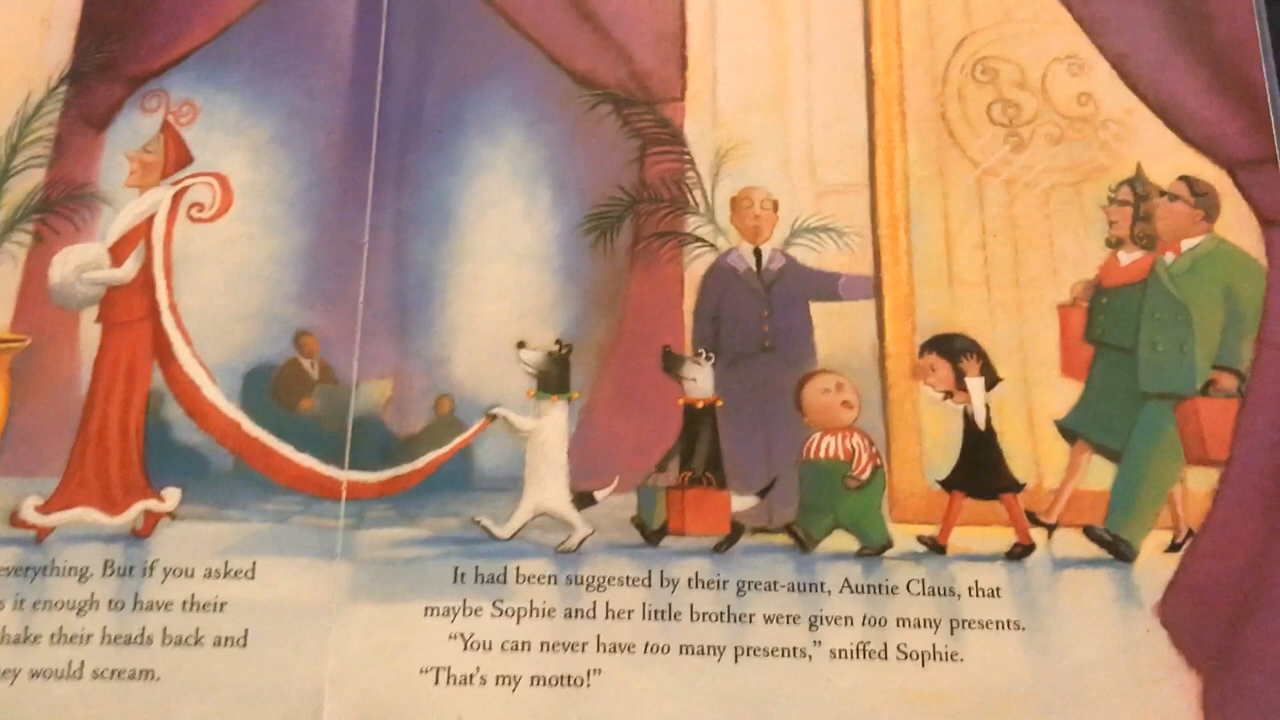 everything. But if you asked
it enough to have their
shake their heads back and
would scream.
It had been suggested by their great-aunt, Auntie Claus, that
maybe Sophie and her little brother were given too many presents.
“You can never have too many presents,” sniffed Sophie.
“That’s my motto!”
BC